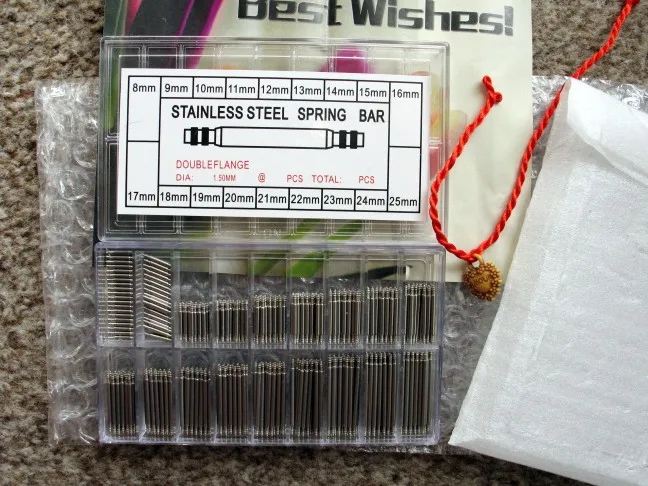 Best Wishes!
8mm 9mm 10mm 11mm 12mm 13mm 14mm 15mm 16mm
STAINLESS STEEL SPRING BAR
DOUBLEFLANGE
DIA: 1.50MM @ PCS TOTAL: PCS
17mm 18mm 19mm 20mm 21mm 22mm 23mm 24mm 25mm